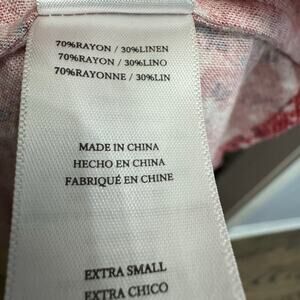 70%RAYON / 30%LINEN
70%RAYON / 30%LINO
70%RAYONNE / 30%LIN
MADE IN CHINA
HECHO EN CHINA
FABRIQUÉ EN CHINE
EXTRA SMALL
EXTRA CHICO